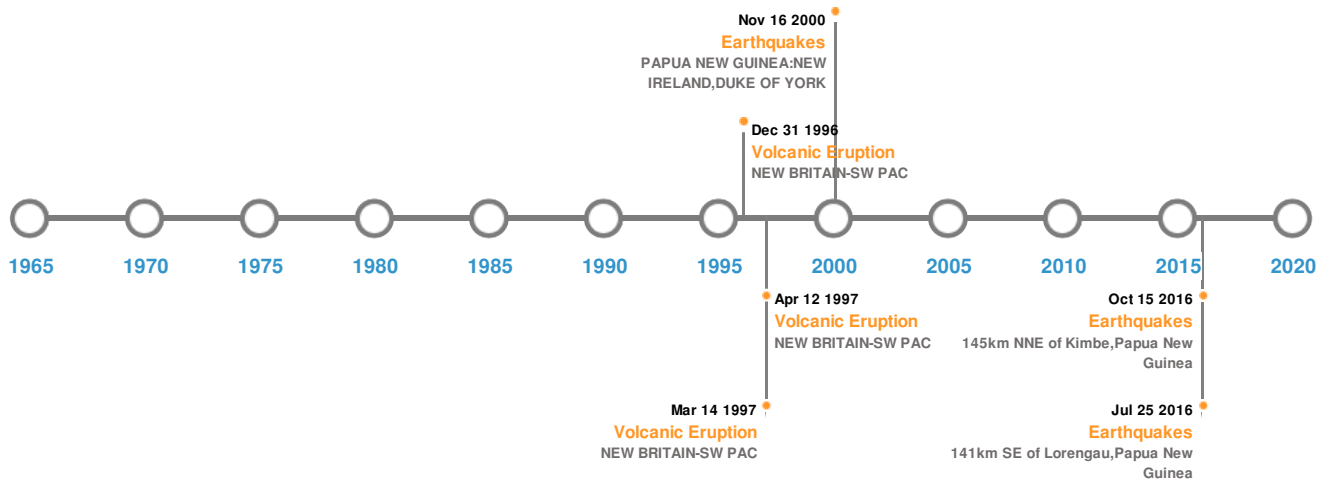 Nov 16 2000
Earthquakes
PAPUA NEW GUINEA:NEW
IRELAND,DUKE OF YORK
Dec 31 1996
Volcanic Eruption
NEW BRITAIN-SW PAC
1965
1970
1975
1980
1985
1990
1995
2000
2005
2010
2015
2020
Apr 12 1997
Volcanic Eruption
NEW BRITAIN-SW PAC
Oct 15 2016
Earthquakes
145km NNE of Kimbe,Papua New
Guinea
Mar 14 1997
Volcanic Eruption
NEW BRITAIN-SW PAC
Jul 25 2016
Earthquakes
141km SE of Lorengau,Papua New
Guinea